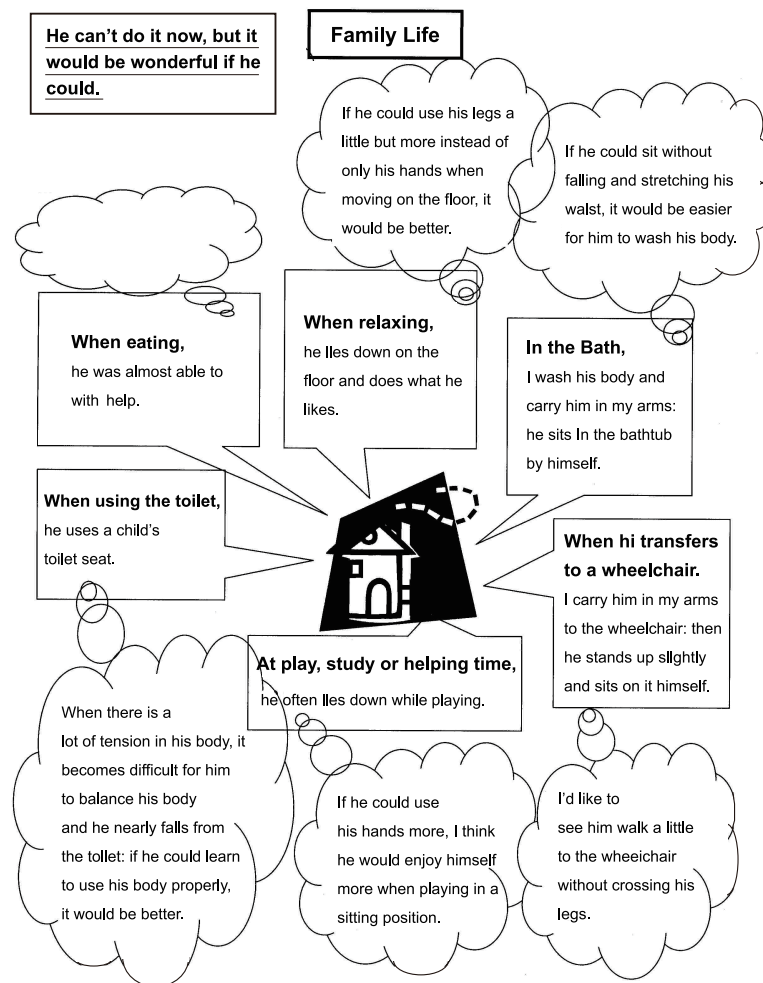 He can't do it now, but it
would be wonderful if he
could.
Family Life
If he could use his legs a
little but more instead of
only his hands when
moving on the floor, it
would be better.
If he could sit without
falling and stretching his
walst, it would be easier
for him to wash his body.
When eating,
he was almost able to
with help.
When relaxing,
he lles down on the
floor and does what he
likes.
In the Bath,
I wash his body and
carry him in my arms:
he sits In the bathtub
by himself.
When using the toilet,
he uses a child's
toilet seat.
When hi transfers
to a wheelchair.
I carry him in my arms
to the wheelchair: then
he stands up sllghtly
and sits on it himself.
At play, study or helping time,
he often lles down while playing.
When there is a
lot of tension in his body, it
becomes difficult for him
to balance his body
and he nearly falls from
the tollet: if he could learn
to use his body properly,
it would be better.
If he could use
his hands more, I think
he would enjoy himself
more when playing in a
sitting position.
I'd like to
see him walk a little
to the wheeichair
without crossing his
legs.